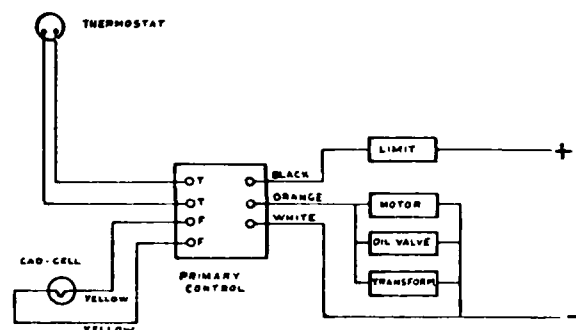 THERMOSTAT
LIMIT
+
BLACK
T
ORANGE
T
MOTOR
WHITE
F
OIL VALVE
F
CAD-CELL
PRIMARY
CONTROL
TRANSFORM
YELLOW
YELLOW
-